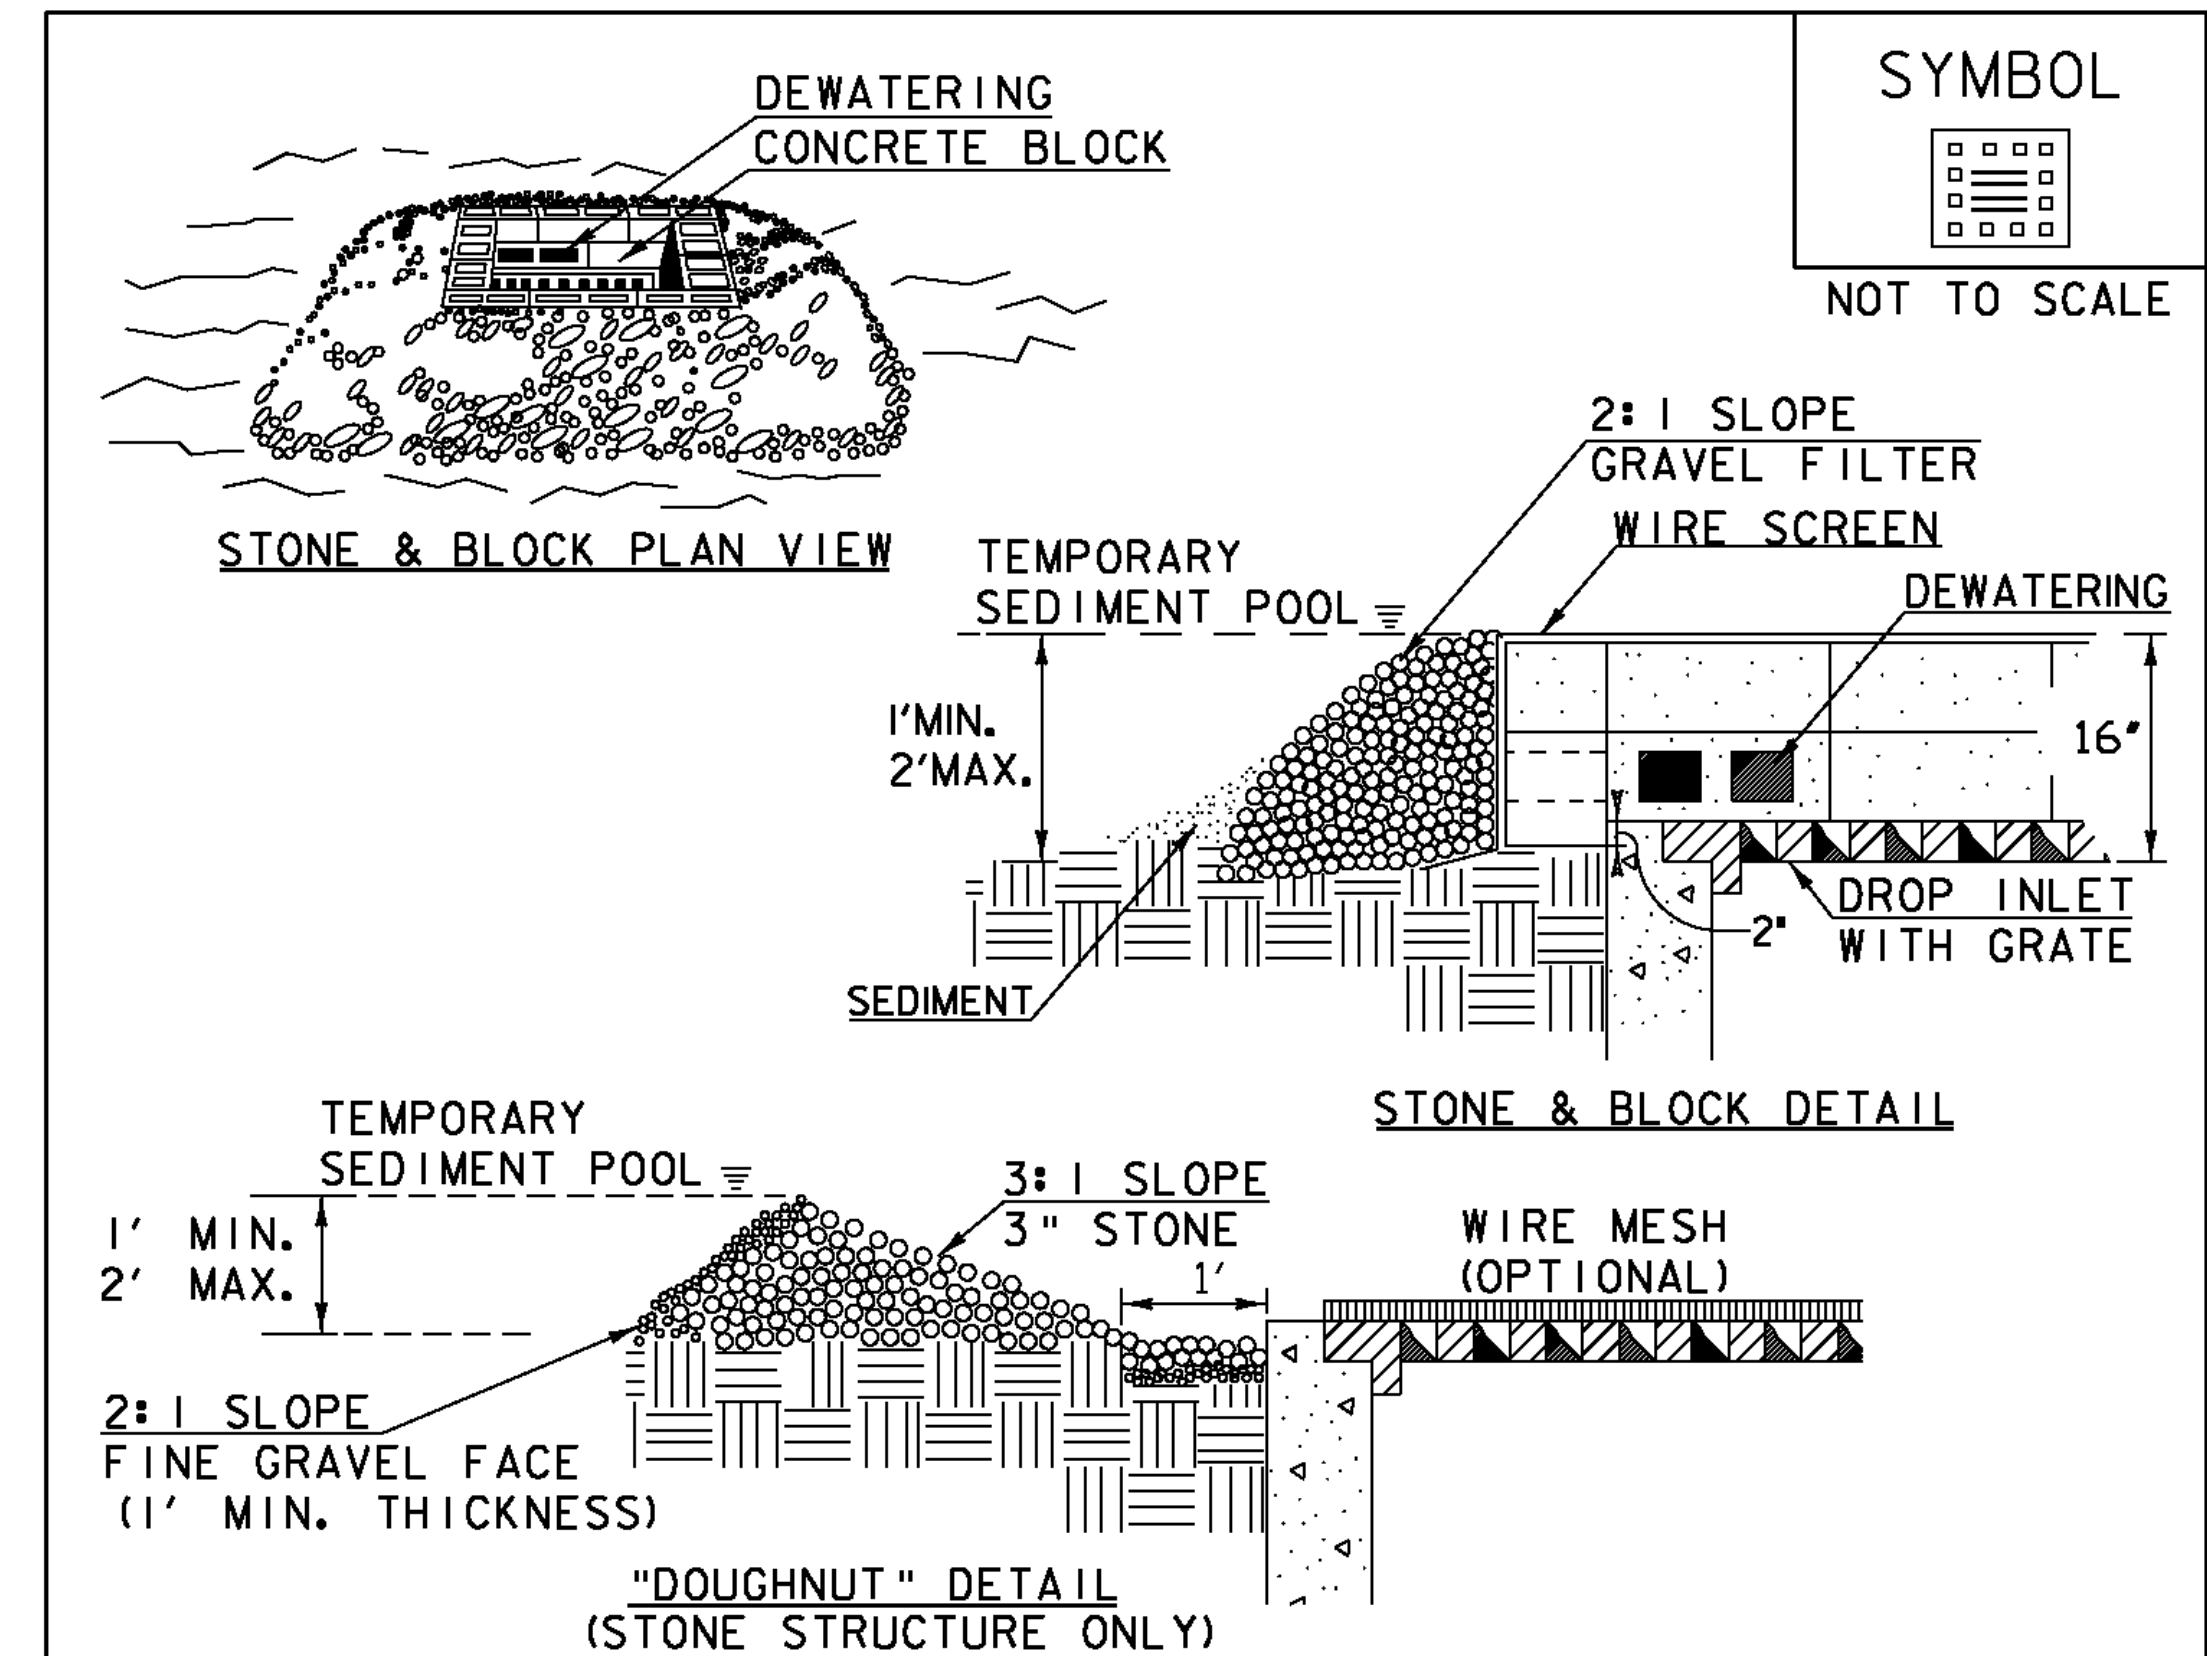 SYMBOL
NOT TO SCALE
DEWATERING
CONCRETE BLOCK
STONE & BLOCK PLAN VIEW
2:1 SLOPE
GRAVEL FILTER
WIRE SCREEN
DEWATERING
TEMPORARY
SEDIMENT POOL
1'MIN.
2'MAX.
16"
DROP INLET
WITH GRATE
2"
SEDIMENT
STONE & BLOCK DETAIL
TEMPORARY
SEDIMENT POOL
1' MIN.
2' MAX.
3:1 SLOPE
3" STONE
1'
WIRE MESH
(OPTIONAL)
2:1 SLOPE
FINE GRAVEL FACE
(1' MIN. THICKNESS)
"DOUGHNUT" DETAIL
(STONE STRUCTURE ONLY)